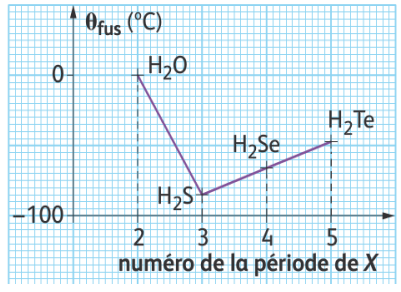 θfus (°C)
0
H₂O
H₂Te
H₂Se
H₂S
−100
2 3 4 5
numéro de la période de X